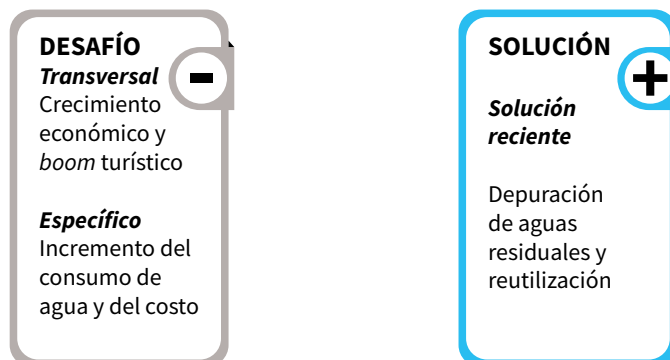 DESAFÍO
Transversal
Crecimiento
económico y
boom turístico
Específico
Incremento del
consumo de
agua y del costo
SOLUCIÓN
Solución
reciente
Depuración
de aguas
residuales y
reutilización